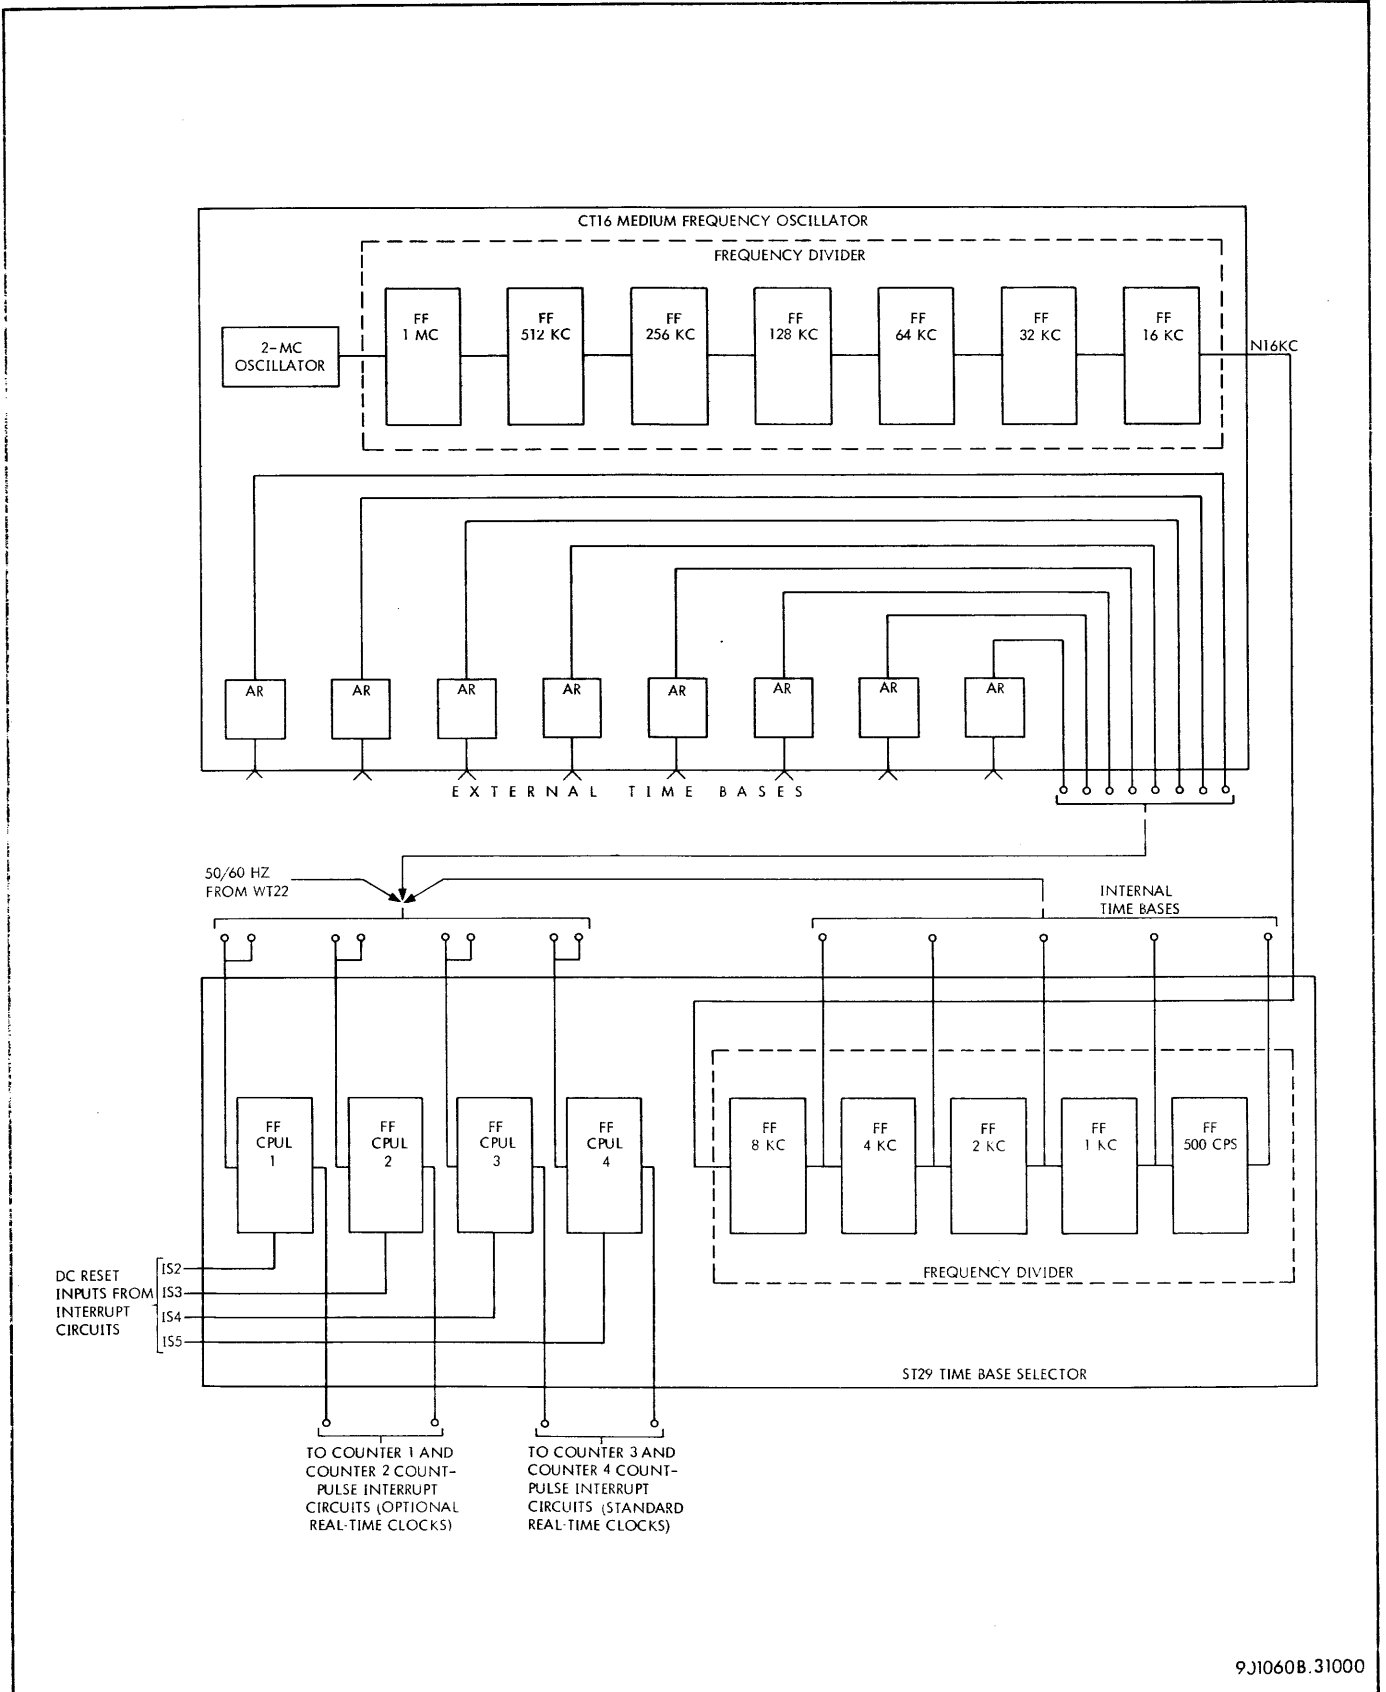 CT16 MEDIUM FREQUENCY OSCILLATOR
FREQUENCY DIVIDER
2-MC
OSCILLATOR
FF
1 MC
FF
512 KC
FF
256 KC
FF
128 KC
FF
64 KC
FF
32 KC
FF
16 KC
N16KC
AR
AR
AR
AR
AR
AR
AR
AR
EXTERNAL TIME BASES
50/60 HZ
FROM WT22
INTERNAL
TIME BASES
FF
CPUL
1
FF
CPUL
2
FF
CPUL
3
FF
CPUL
4
FF
8 KC
FF
4 KC
FF
2 KC
FF
1 KC
FF
500 CPS
FREQUENCY DIVIDER
DC RESET
INPUTS FROM
INTERRUPT
CIRCUITS
IS2
IS3
IS4
IS5
ST29 TIME BASE SELECTOR
TO COUNTER 1 AND
COUNTER 2 COUNT-
PULSE INTERRUPT
CIRCUITS (OPTIONAL
REAL-TIME CLOCKS)
TO COUNTER 3 AND
COUNTER 4 COUNT-
PULSE INTERRUPT
CIRCUITS (STANDARD
REAL-TIME CLOCKS)
9J1060B.31000